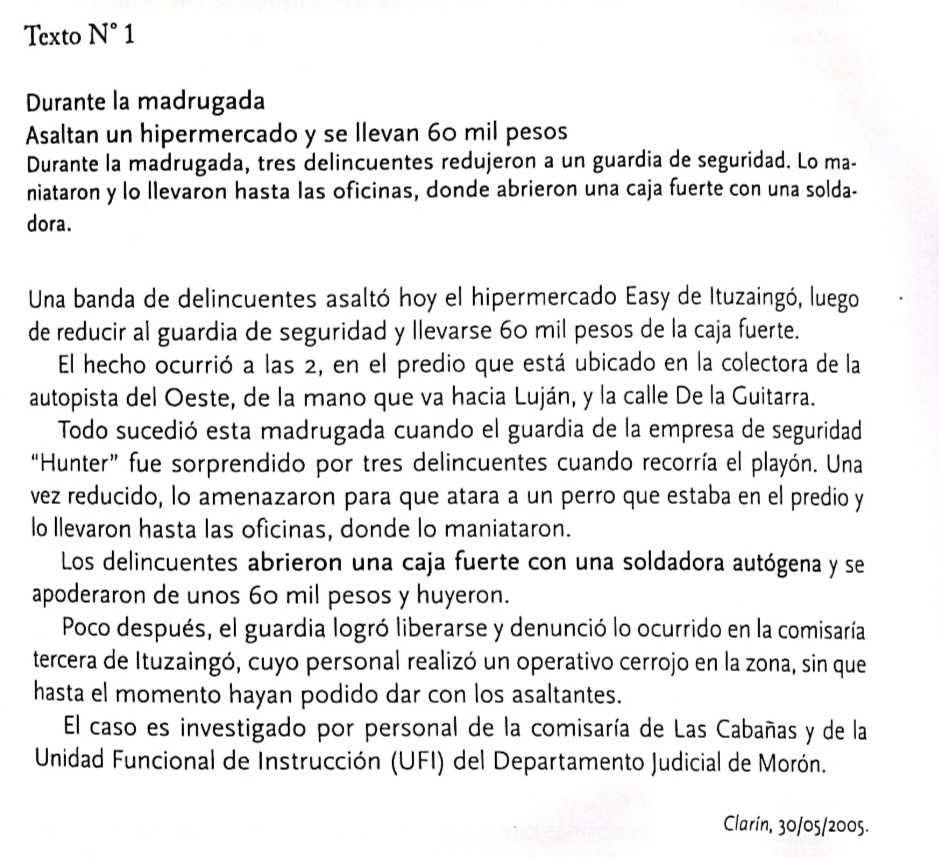 Texto N° 1
Durante la madrugada
Asaltan un hipermercado y se llevan 60 mil pesos
Durante la madrugada, tres delincuentes redujeron a un guardia de seguridad. Lo ma-
niataron y lo llevaron hasta las oficinas, donde abrieron una caja fuerte con una solda-
dora.
Una banda de delincuentes asaltó hoy el hipermercado Easy de Ituzaingó, luego
de reducir al guardia de seguridad y llevarse 60 mil pesos de la caja fuerte.
El hecho ocurrió a las 2, en el predio que está ubicado en la colectora de la
autopista del Oeste, de la mano que va hacia Luján, y la calle De la Guitarra.
Todo sucedió esta madrugada cuando el guardia de la empresa de seguridad
“Hunter” fue sorprendido por tres delincuentes cuando recorría el playón. Una
vez reducido, lo amenazaron para que atara a un perro que estaba en el predio y
lo llevaron hasta las oficinas, donde lo maniataron.
Los delincuentes abrieron una caja fuerte con una soldadora autógena y se
apoderaron de unos 60 mil pesos y huyeron.
Poco después, el guardia logró liberarse y denunció lo ocurrido en la comisaría
tercera de Ituzaingó, cuyo personal realizó un operativo cerrojo en la zona, sin que
hasta el momento hayan podido dar con los asaltantes.
El caso es investigado por personal de la comisaría de Las Cabañas y de la
Unidad Funcional de Instrucción (UFI) del Departamento Judicial de Morón.
Clarín, 30/05/2005.